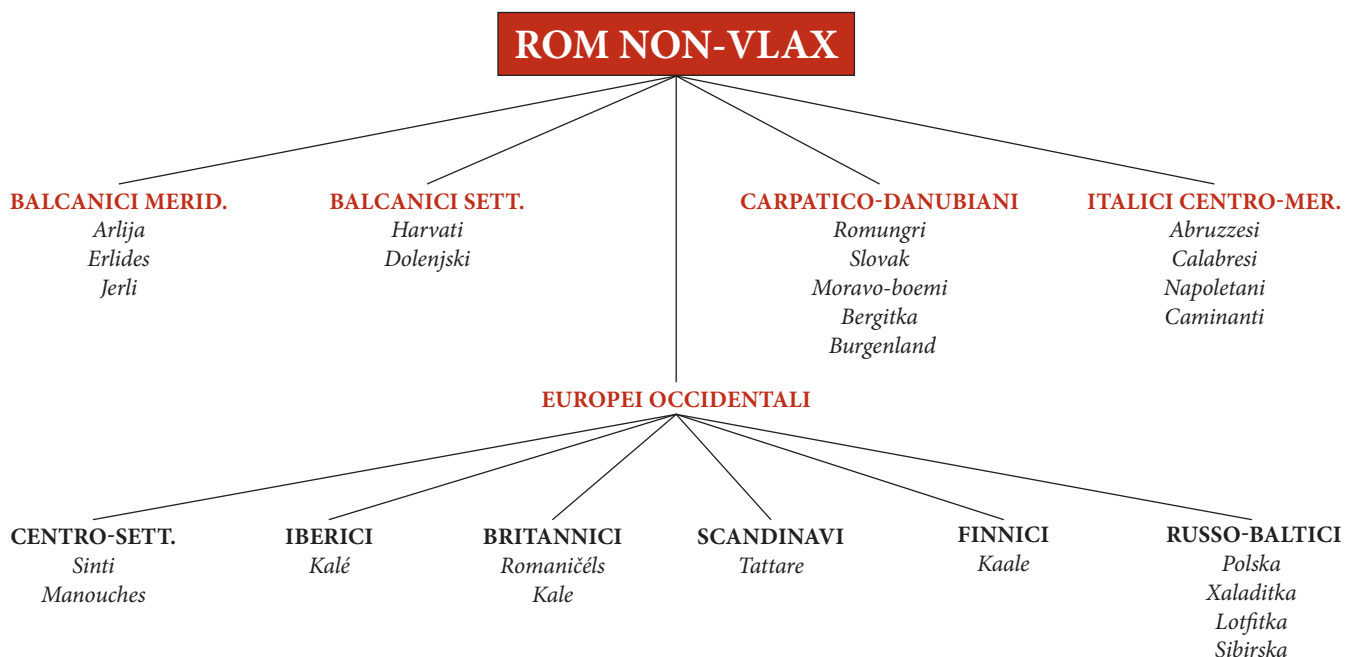 ROM NON-VLAX
BALCANICI MERID.
Arlija
Erlides
Jerli
BALCANICI SETT.
Harvati
Dolenjski
CARPATICO-DANUBIANI
Romungri
Slovak
Moravo-boemi
Bergitka
Burgenland
ITALICI CENTRO-MER.
Abruzzesi
Calabresi
Napoletani
Caminanti
EUROPEI OCCIDENTALI
CENTRO-SETT.
Sinti
Manouches
IBERICI
Kalé
BRITANNICI
Romaničéls
Kale
SCANDINAVI
Tattare
FINNICI
Kaale
RUSSO-BALTICI
Polska
Xaladitka
Lotfitka
Sibirska